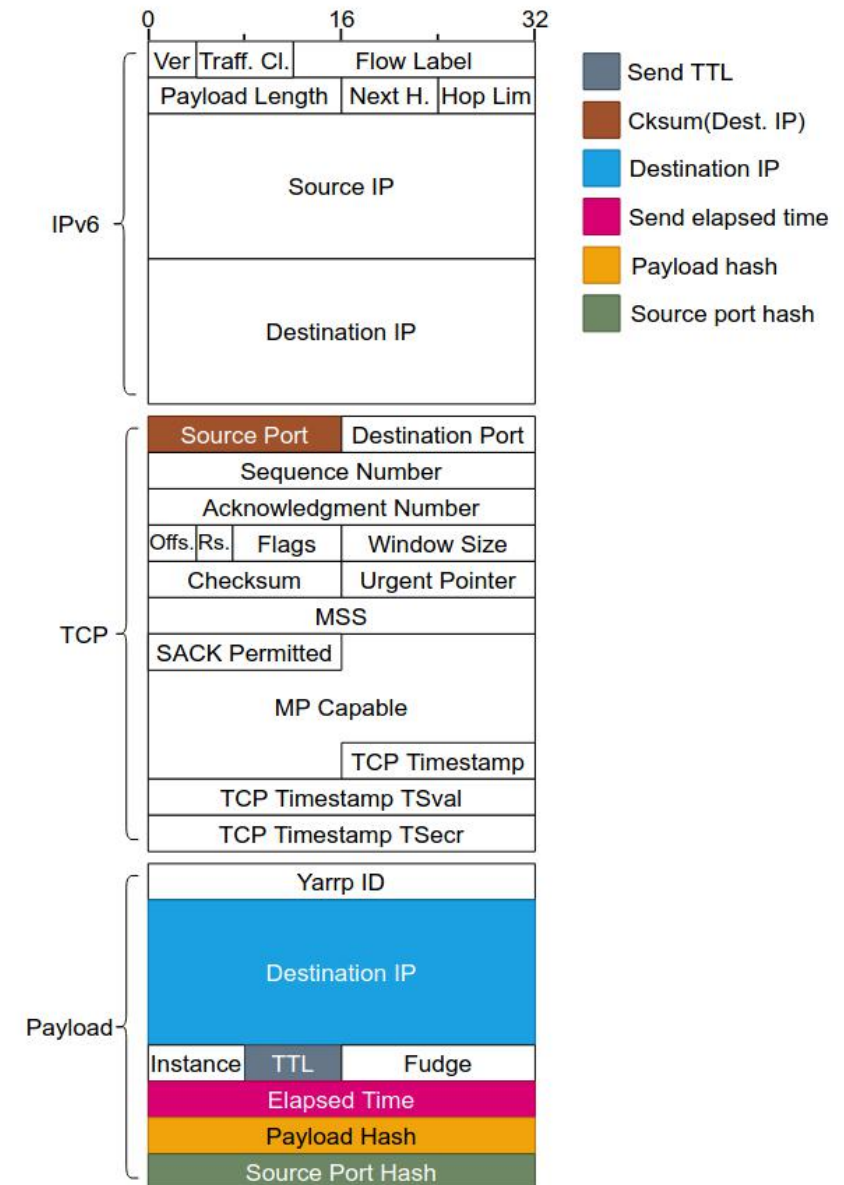 0 16 32
Ver Traff. Cl. Flow Label
Payload Length Next H. Hop Lim
Source IP
IPv6
Destination IP
Source Port Destination Port
Sequence Number
Acknowledgment Number
Offs. Rs. Flags Window Size
Checksum Urgent Pointer
MSS
TCP
SACK Permitted
MP Capable
TCP Timestamp
TCP Timestamp TSval
TCP Timestamp TSecr
Yarrp ID
Destination IP
Payload
Instance TTL Fudge
Elapsed Time
Payload Hash
Source Port Hash
Send TTL
Cksum(Dest. IP)
Destination IP
Send elapsed time
Payload hash
Source port hash